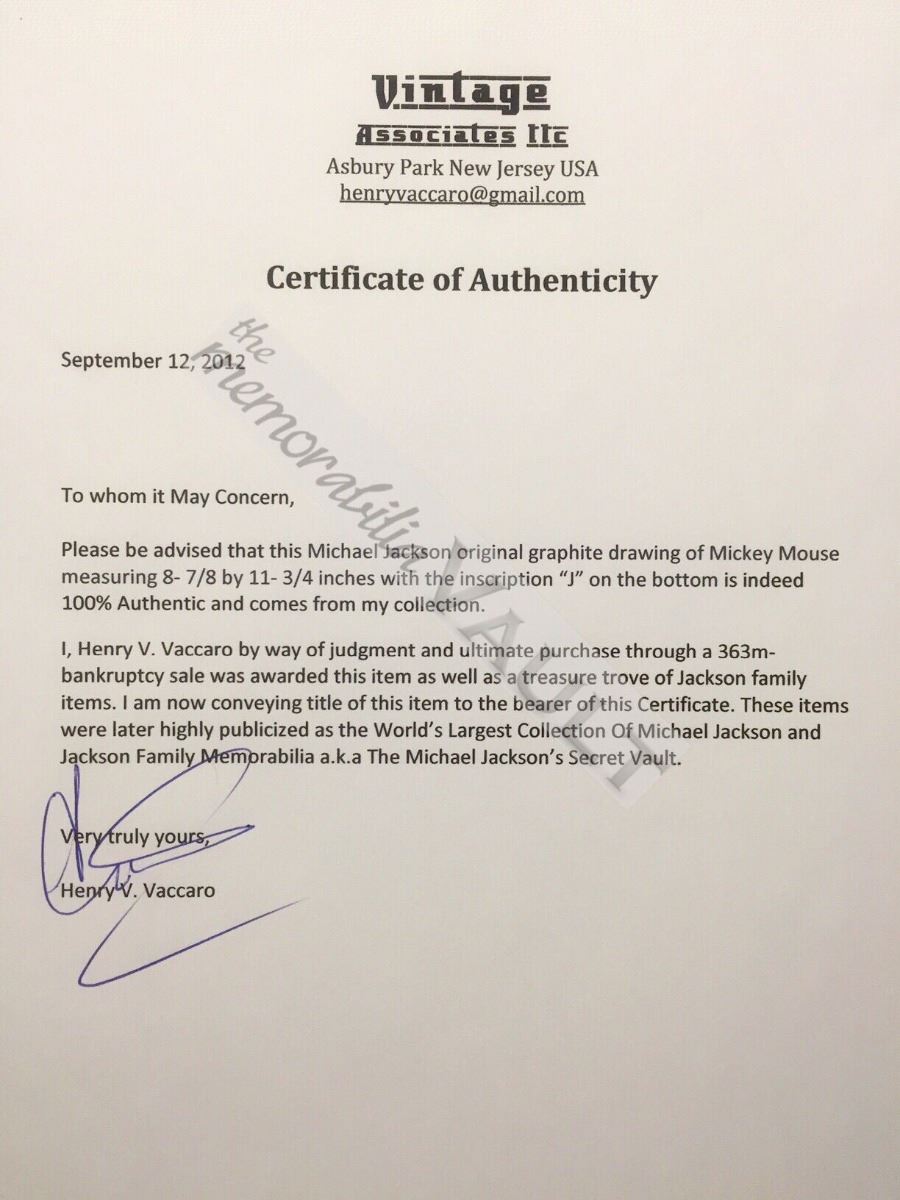 Vintage
Associates llc
Asbury Park New Jersey USA
henryvaccaro@gmail.com
Certificate of Authenticity
September 12, 2012
To whom it May Concern,
Please be advised that this Michael Jackson original graphite drawing of Mickey Mouse
measuring 8- 7/8 by 11- 3/4 inches with the inscription “J” on the bottom is indeed
100% Authentic and comes from my collection.
I, Henry V. Vaccaro by way of judgment and ultimate purchase through a 363m-
bankruptcy sale was awarded this item as well as a treasure trove of Jackson family
items. I am now conveying title of this item to the bearer of this Certificate. These items
were later highly publicized as the World’s Largest Collection Of Michael Jackson and
Jackson Family Memorabilia a.k.a The Michael Jackson’s Secret Vault.
Very truly yours,
Henry V. Vaccaro
the
memorabilia
VAULT